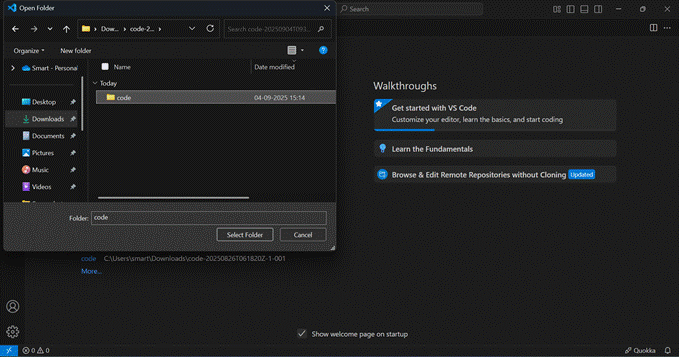 Open Folder
Search
Dow... > code-2... >
Search code-20250904T093...
Organize
New folder
Smart - Personal
Name
Date modified
Today
code
04-09-2025 15:14
Desktop
Downloads
Documents
Pictures
Music
Videos
Folder: code
Select Folder
Cancel
Walkthroughs
Get started with VS Code
Customize your editor, learn the basics, and start coding
Learn the Fundamentals
Browse & Edit Remote Repositories without Cloning Updated
code C:\Users\smart\Downloads\code-20250826T061820Z-1-001
More...
Show welcome page on startup
0 0
Quokka